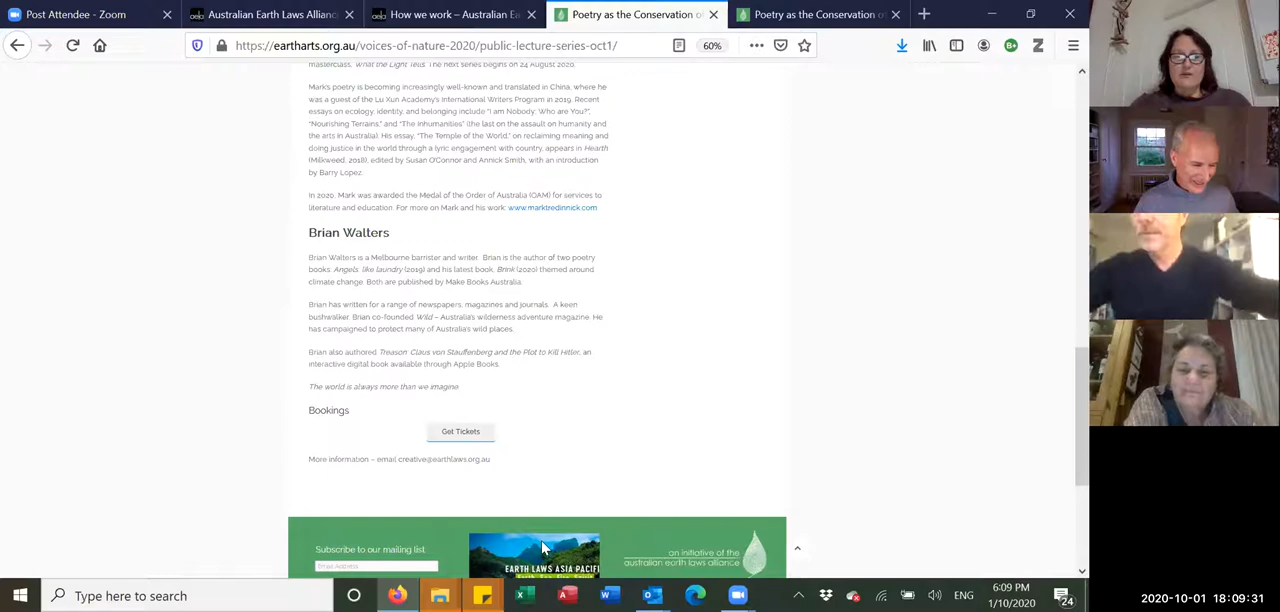 Post Attendee - Zoom
Australian Earth Laws Allianc
How we work – Australian Ea
Poetry as the Conservation o
Poetry as the Conservation of
https://eartharts.org.au/voices-of-nature-2020/public-lecture-series-oct1/
60%
masterclass, What the Light Tells. The next series begins on 24 August 2020.
Mark's poetry is becoming increasingly well-known and translated in China, where he
was a guest of the Lu Xun Academy's International Writers Program in 2019. Recent
essays on ecology, identity, and belonging include "I am Nobody: Who are You?",
"Nourishing Terrains," and "The Inhumanities" (the last on the assault on humanity and
the arts in Australia). His essay, "The Temple of the World," on reclaiming meaning and
doing justice in the world through a lyric engagement with country, appears in Hearth
(Milkweed, 2018), edited by Susan O'Connor and Annick Smith, with an introduction
by Barry Lopez.
In 2020, Mark was awarded the Medal of the Order of Australia (OAM) for services to
literature and education. For more on Mark and his work: www.marktredinnick.com
Brian Walters
Brian Walters is a Melbourne barrister and writer. Brian is the author of two poetry
books: Angels, like laundry (2019) and his latest book, Brink (2020) themed around
climate change. Both are published by Make Books Australia.
Brian has written for a range of newspapers, magazines and journals. A keen
bushwalker, Brian co-founded Wild – Australia's wilderness adventure magazine. He
has campaigned to protect many of Australia's wild places.
Brian also authored Treason: Claus von Stauffenberg and the Plot to Kill Hitler, an
interactive digital book available through Apple Books.
The world is always more than we imagine.
Bookings
Get Tickets
More information – email creative@earthlaws.org.au
Subscribe to our mailing list
Email Address
EARTH LAWS ASIA PACIFI
an initiative of the
australian earth laws alliance
Type here to search
ENG
6:09 PM
1/10/2020
24
2020-10-01 18:09:31